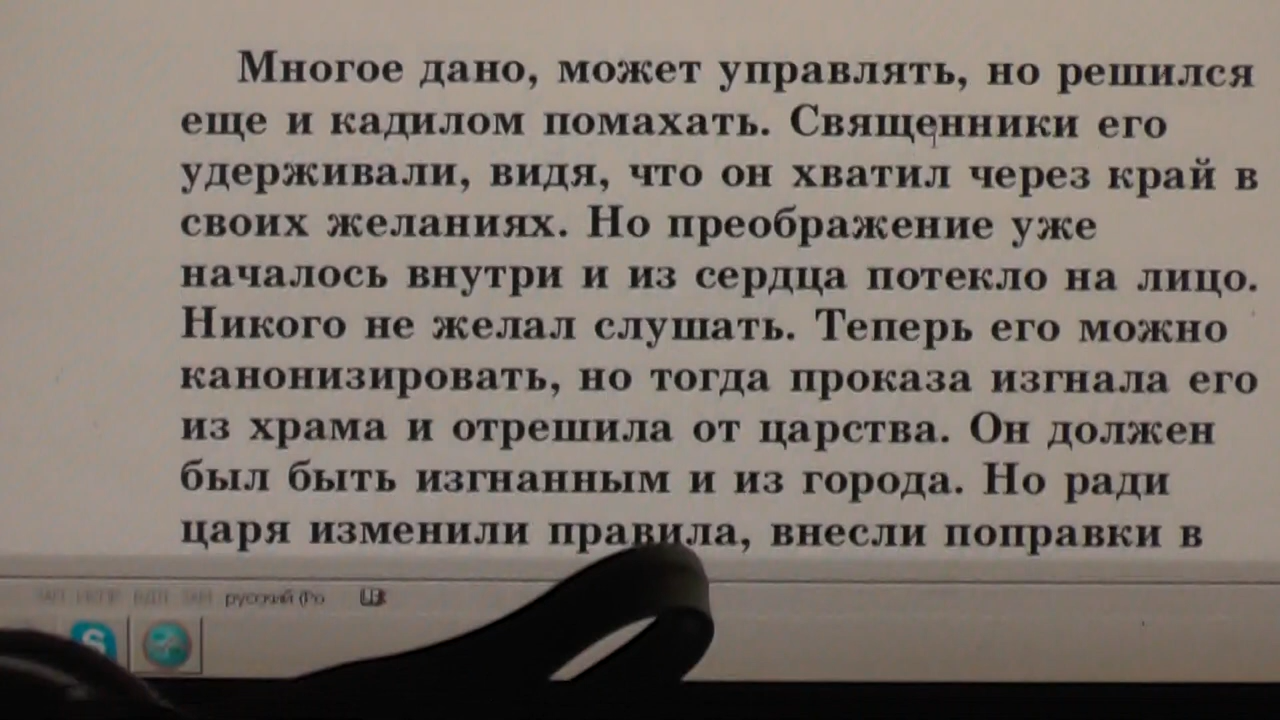 Многое дано, может управлять, но решился
еще и кадилом помахать. Священники его
удерживали, видя, что он хватил через край в
своих желаниях. Но преображение уже
началось внутри и из сердца потекло на лицо.
Никого не желал слушать. Теперь его можно
канонизировать, но тогда проказа изгнала его
из храма и отрешила от царства. Он должен
был быть изгнанным и из города. Но ради
царя изменили правила, внесли поправки в
русский (Ро